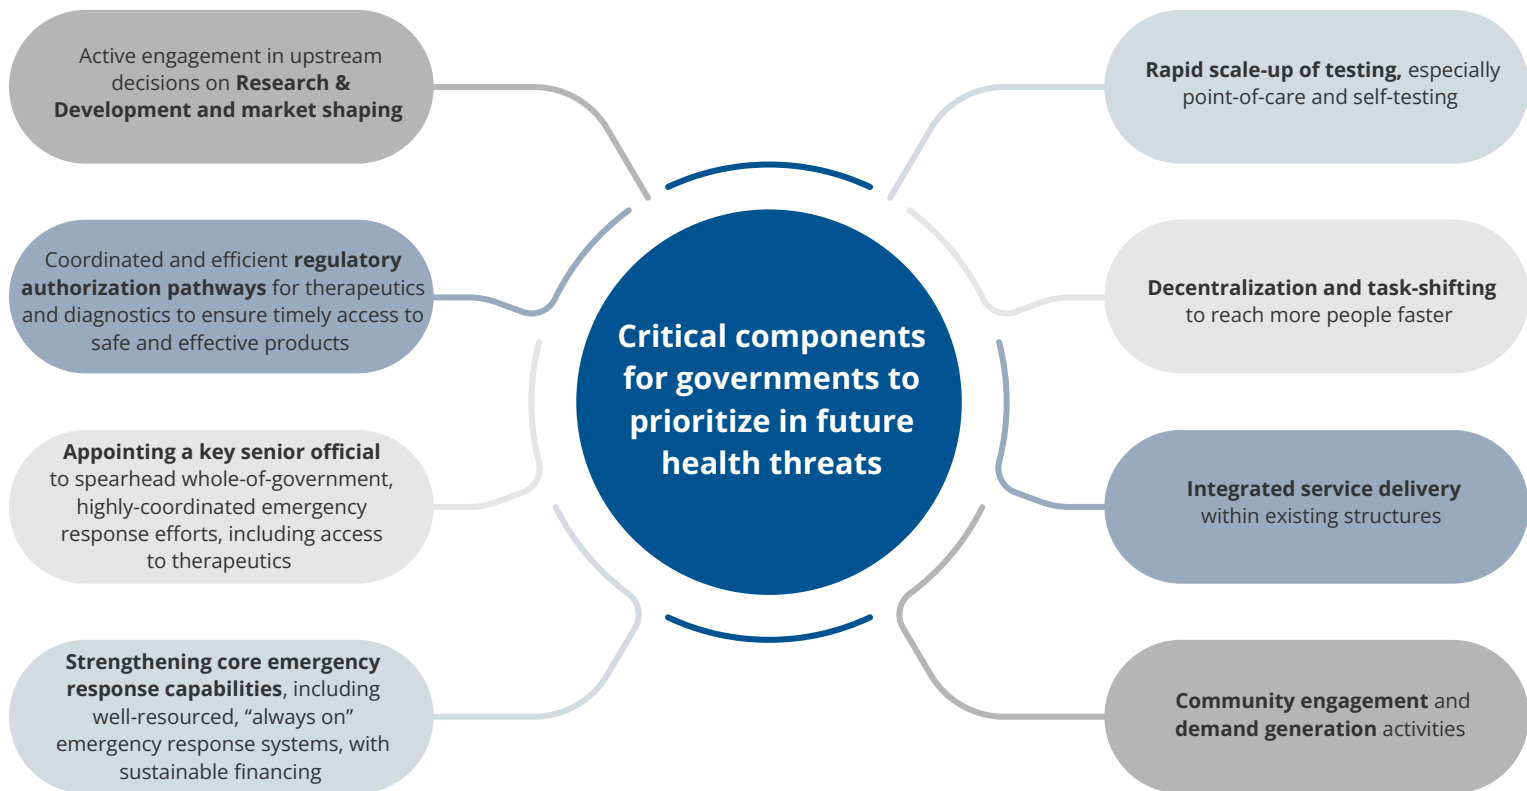 Active engagement in upstream
decisions on Research &
Development and market shaping
Coordinated and efficient regulatory
authorization pathways for therapeutics
and diagnostics to ensure timely access to
safe and effective products
Appointing a key senior official
to spearhead whole-of-government,
highly-coordinated emergency
response efforts, including access
to therapeutics
Strengthening core emergency
response capabilities, including
well-resourced, “always on”
emergency response systems, with
sustainable financing
Critical components
for governments to
prioritize in future
health threats
Rapid scale-up of testing, especially
point-of-care and self-testing
Decentralization and task-shifting
to reach more people faster
Integrated service delivery
within existing structures
Community engagement and
demand generation activities